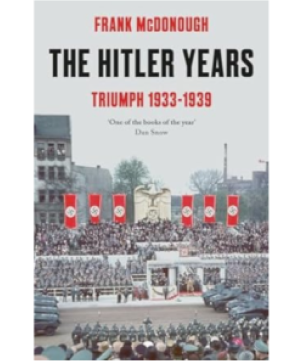 FRANK McDONOUGH
THE HITLER YEARS
TRIUMPH 1933-1939
'One of the books of the year'
Dan Snow